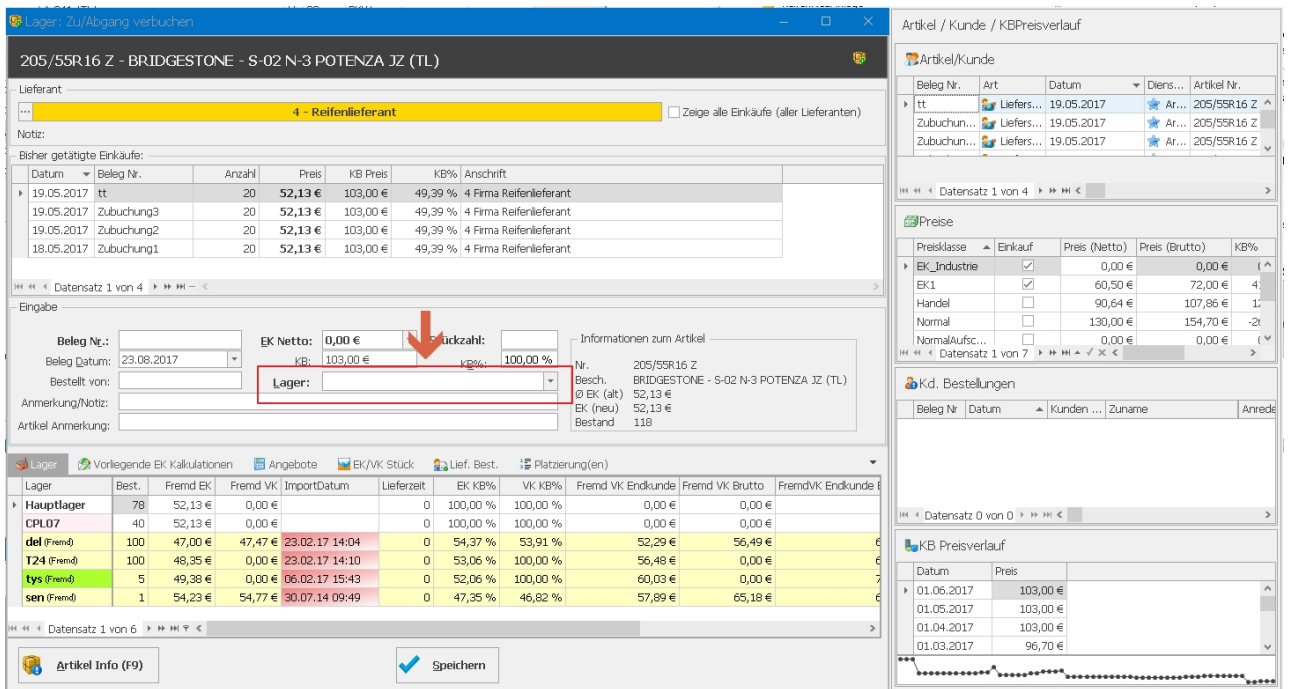 Lager: Zu/Abgang verbuchen
205/55R16 Z - BRIDGESTONE - S-02 N-3 POTENZA JZ (TL)
Lieferant
... 4 - Reifenlieferant Zeige alle Einkäufe (aller Lieferanten)
Notiz:
Bisher getätigte Einkäufe:
Datum Beleg Nr. Anzahl Preis KB Preis KB% Anschrift
19.05.2017 tt 20 52,13 € 103,00 € 49,39 % 4 Firma Reifenlieferant
19.05.2017 Zubuchung3 20 52,13 € 103,00 € 49,39 % 4 Firma Reifenlieferant
19.05.2017 Zubuchung2 20 52,13 € 103,00 € 49,39 % 4 Firma Reifenlieferant
18.05.2017 Zubuchung1 20 52,13 € 103,00 € 49,39 % 4 Firma Reifenlieferant
Datensatz 1 von 4
Eingabe
Beleg Nr.: EK Netto: 0,00 € ückzahl:
Beleg Datum: 23.08.2017 KB: 103,00 € KB%: 100,00 %
Bestellt von: Lager:
Anmerkung/Notiz:
Artikel Anmerkung:
Informationen zum Artikel
Nr. 205/55R16 Z
Besch. BRIDGESTONE - S-02 N-3 POTENZA JZ (TL)
Ø EK (alt) 52,13 €
EK (neu) 52,13 €
Bestand 118
Lager Vorliegende EK Kalkulationen Angebote EK/VK Stück Lief. Best. Platzierung(en)
Lager Best. Fremd EK Fremd VK ImportDatum Lieferzeit EK KB% VK KB% Fremd VK Endkunde Fremd VK Brutto FremdVK Endkunde
Hauptlager 78 52,13 € 0,00 € 0 100,00 % 100,00 % 0,00 € 0,00 €
CPL07 40 52,13 € 0,00 € 0 100,00 % 100,00 % 0,00 € 0,00 €
del (Fremd) 100 47,00 € 47,47 € 23.02.17 14:04 0 54,37 % 53,91 % 52,29 € 56,49 €
T24 (Fremd) 100 48,35 € 0,00 € 23.02.17 14:10 0 53,06 % 100,00 % 56,48 € 0,00 €
tys (Fremd) 5 49,38 € 0,00 € 06.02.17 15:43 0 52,06 % 100,00 % 60,03 € 0,00 €
sen (Fremd) 1 54,23 € 54,77 € 30.07.14 09:49 0 47,35 % 46,82 % 57,89 € 65,18 €
Datensatz 1 von 6
Artikel Info (F9) Speichern
Artikel / Kunde / KBPreisverlauf
Artikel/Kunde
Beleg Nr. Art Datum Diens... Artikel Nr.
tt Liefers... 19.05.2017 Ar... 205/55R16 Z
Zubuchun... Liefers... 19.05.2017 Ar... 205/55R16 Z
Zubuchun... Liefers... 19.05.2017 Ar... 205/55R16 Z
Datensatz 1 von 4
Preise
Preisklasse Einkauf Preis (Netto) Preis (Brutto) KB%
EK_Industrie 0,00 € 0,00 €
EK1 60,50 € 72,00 €
Handel 90,64 € 107,86 €
Normal 130,00 € 154,70 €
NormalAufsc... 0,00 € 0,00 €
Datensatz 1 von 7
Kd. Bestellungen
Beleg Nr Datum Kunden ... Zuname Anrede
Datensatz 0 von 0
KB Preisverlauf
Datum Preis
01.06.2017 103,00 €
01.05.2017 103,00 €
01.04.2017 103,00 €
01.03.2017 96,70 €